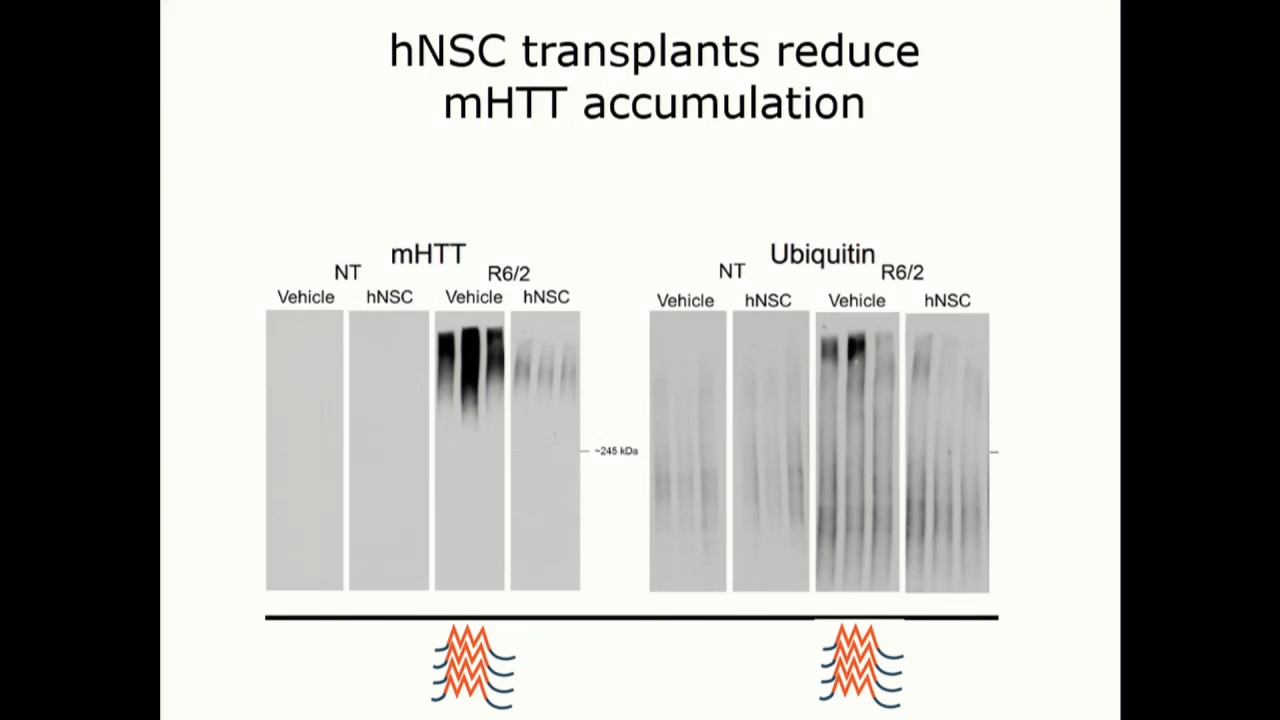 hNSC transplants reduce
mHTT accumulation
mHTT
NT R6/2
Vehicle hNSC Vehicle hNSC
~245 kDa
Ubiquitin
NT R6/2
Vehicle hNSC Vehicle hNSC